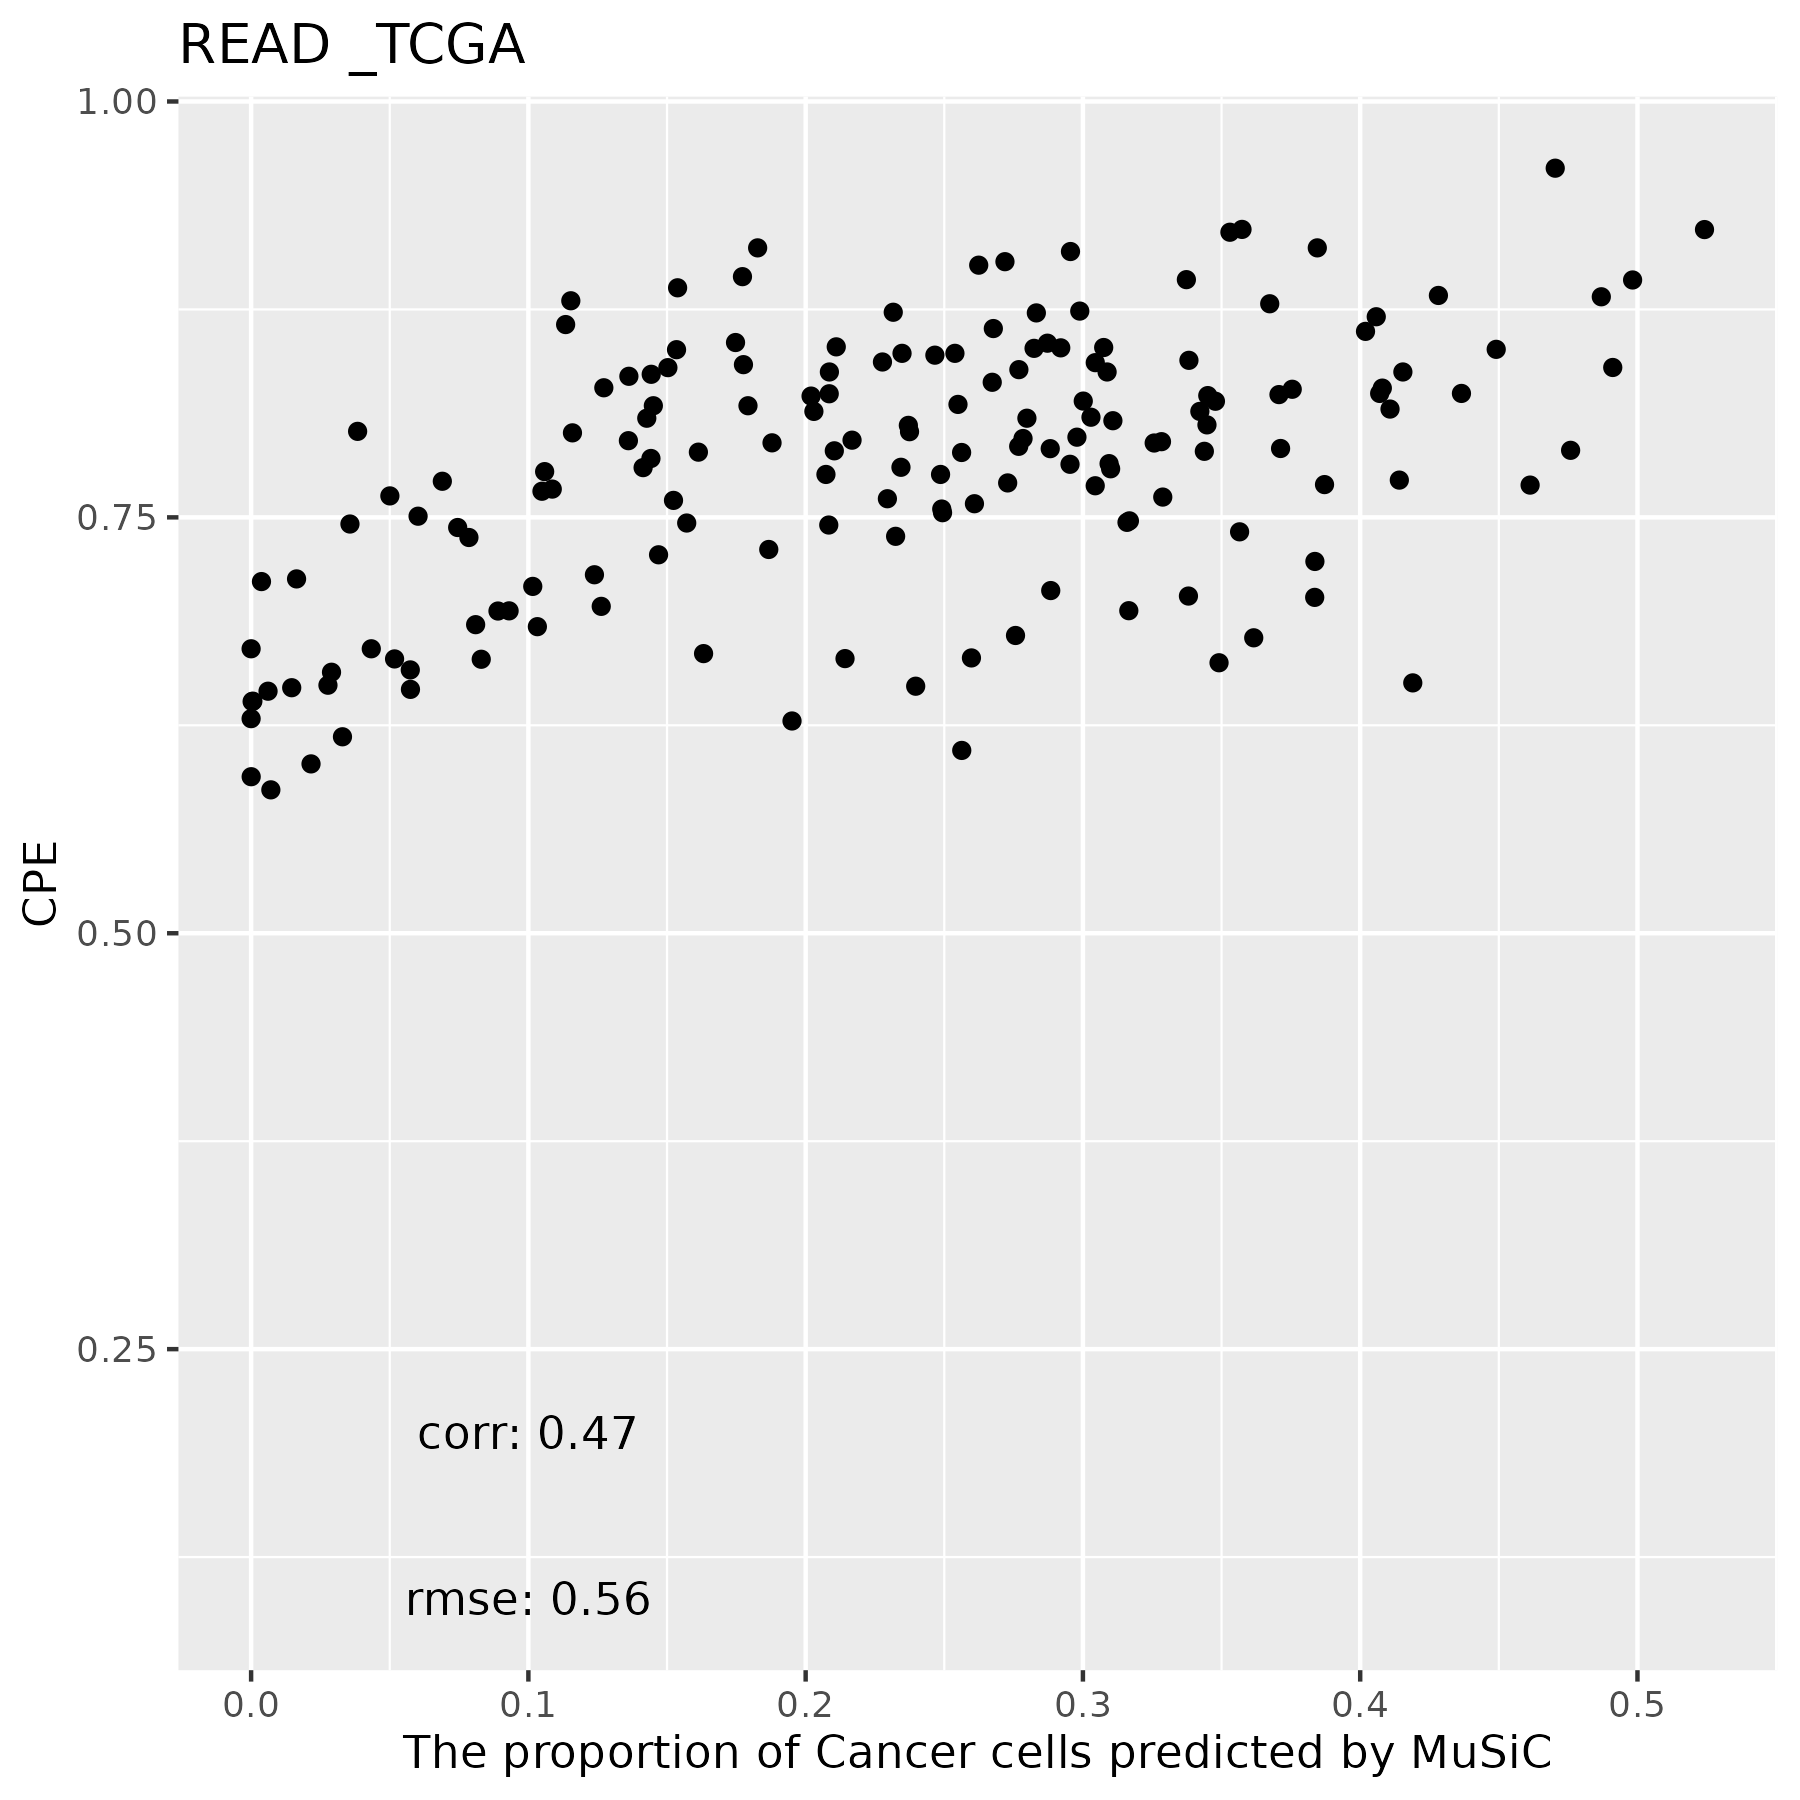 READ _TCGA
1.00
0.75
0.50
0.25
CPE
corr: 0.47
rmse: 0.56
0.0 0.1 0.2 0.3 0.4 0.5
The proportion of Cancer cells predicted by MuSiC